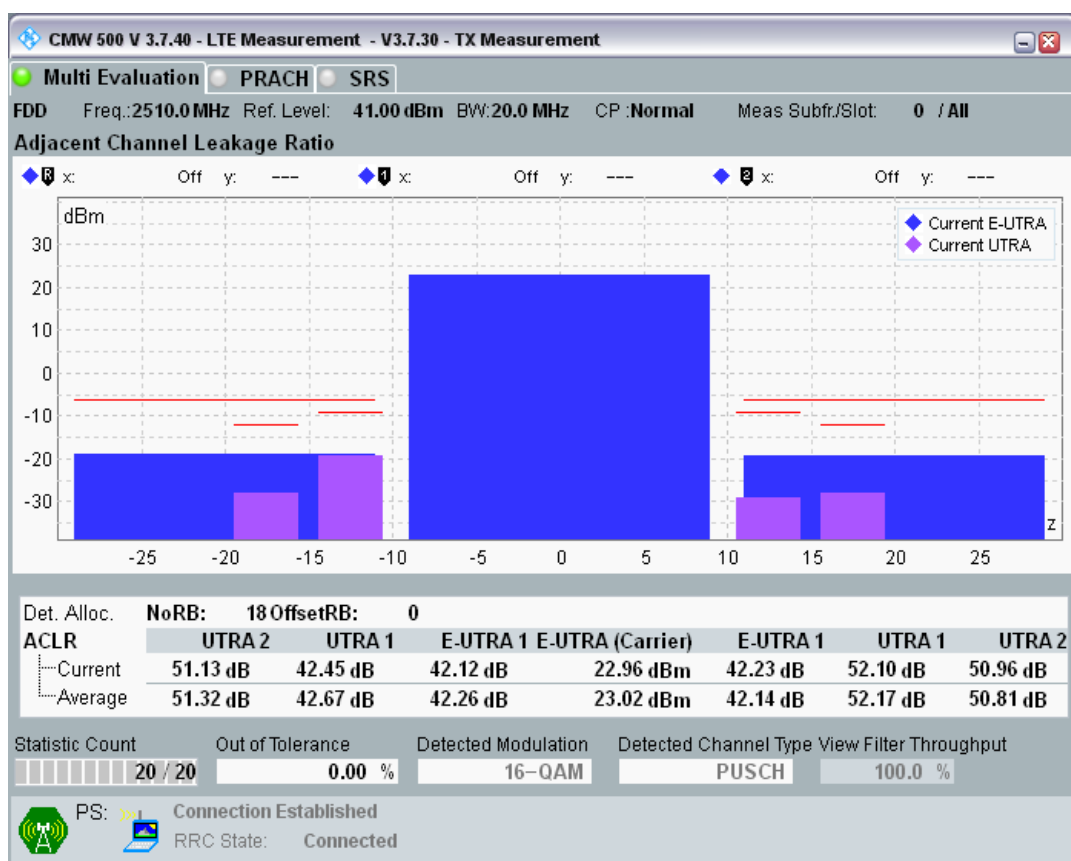 CMW 500 V 3.7.40 - LTE Measurement - V3.7.30 - TX Measurement
Multi Evaluation PRACH SRS
FDD Freq.:2510.0 MHz Ref. Level: 41.00 dBm BW:20.0 MHz CP :Normal Meas Subfr./Slot: 0 / All
Adjacent Channel Leakage Ratio
R x: Off y: --- 1 x: Off y: --- 2 x: Off y: ---
dBm
Current E-UTRA
Current UTRA
30
20
10
0
-10
-20
-30
z
-25 -20 -15 -10 -5 0 5 10 15 20 25
Det. Alloc. NoRB: 18 OffsetRB: 0
ACLR UTRA 2 UTRA 1 E-UTRA 1 E-UTRA (Carrier) E-UTRA 1 UTRA 1 UTRA 2
Current 51.13 dB 42.45 dB 42.12 dB 22.96 dBm 42.23 dB 52.10 dB 50.96 dB
Average 51.32 dB 42.67 dB 42.26 dB 23.02 dBm 42.14 dB 52.17 dB 50.81 dB
Statistic Count Out of Tolerance Detected Modulation Detected Channel Type View Filter Throughput
20 / 20 0.00 % 16-QAM PUSCH 100.0 %
PS: Connection Established
RRC State: Connected